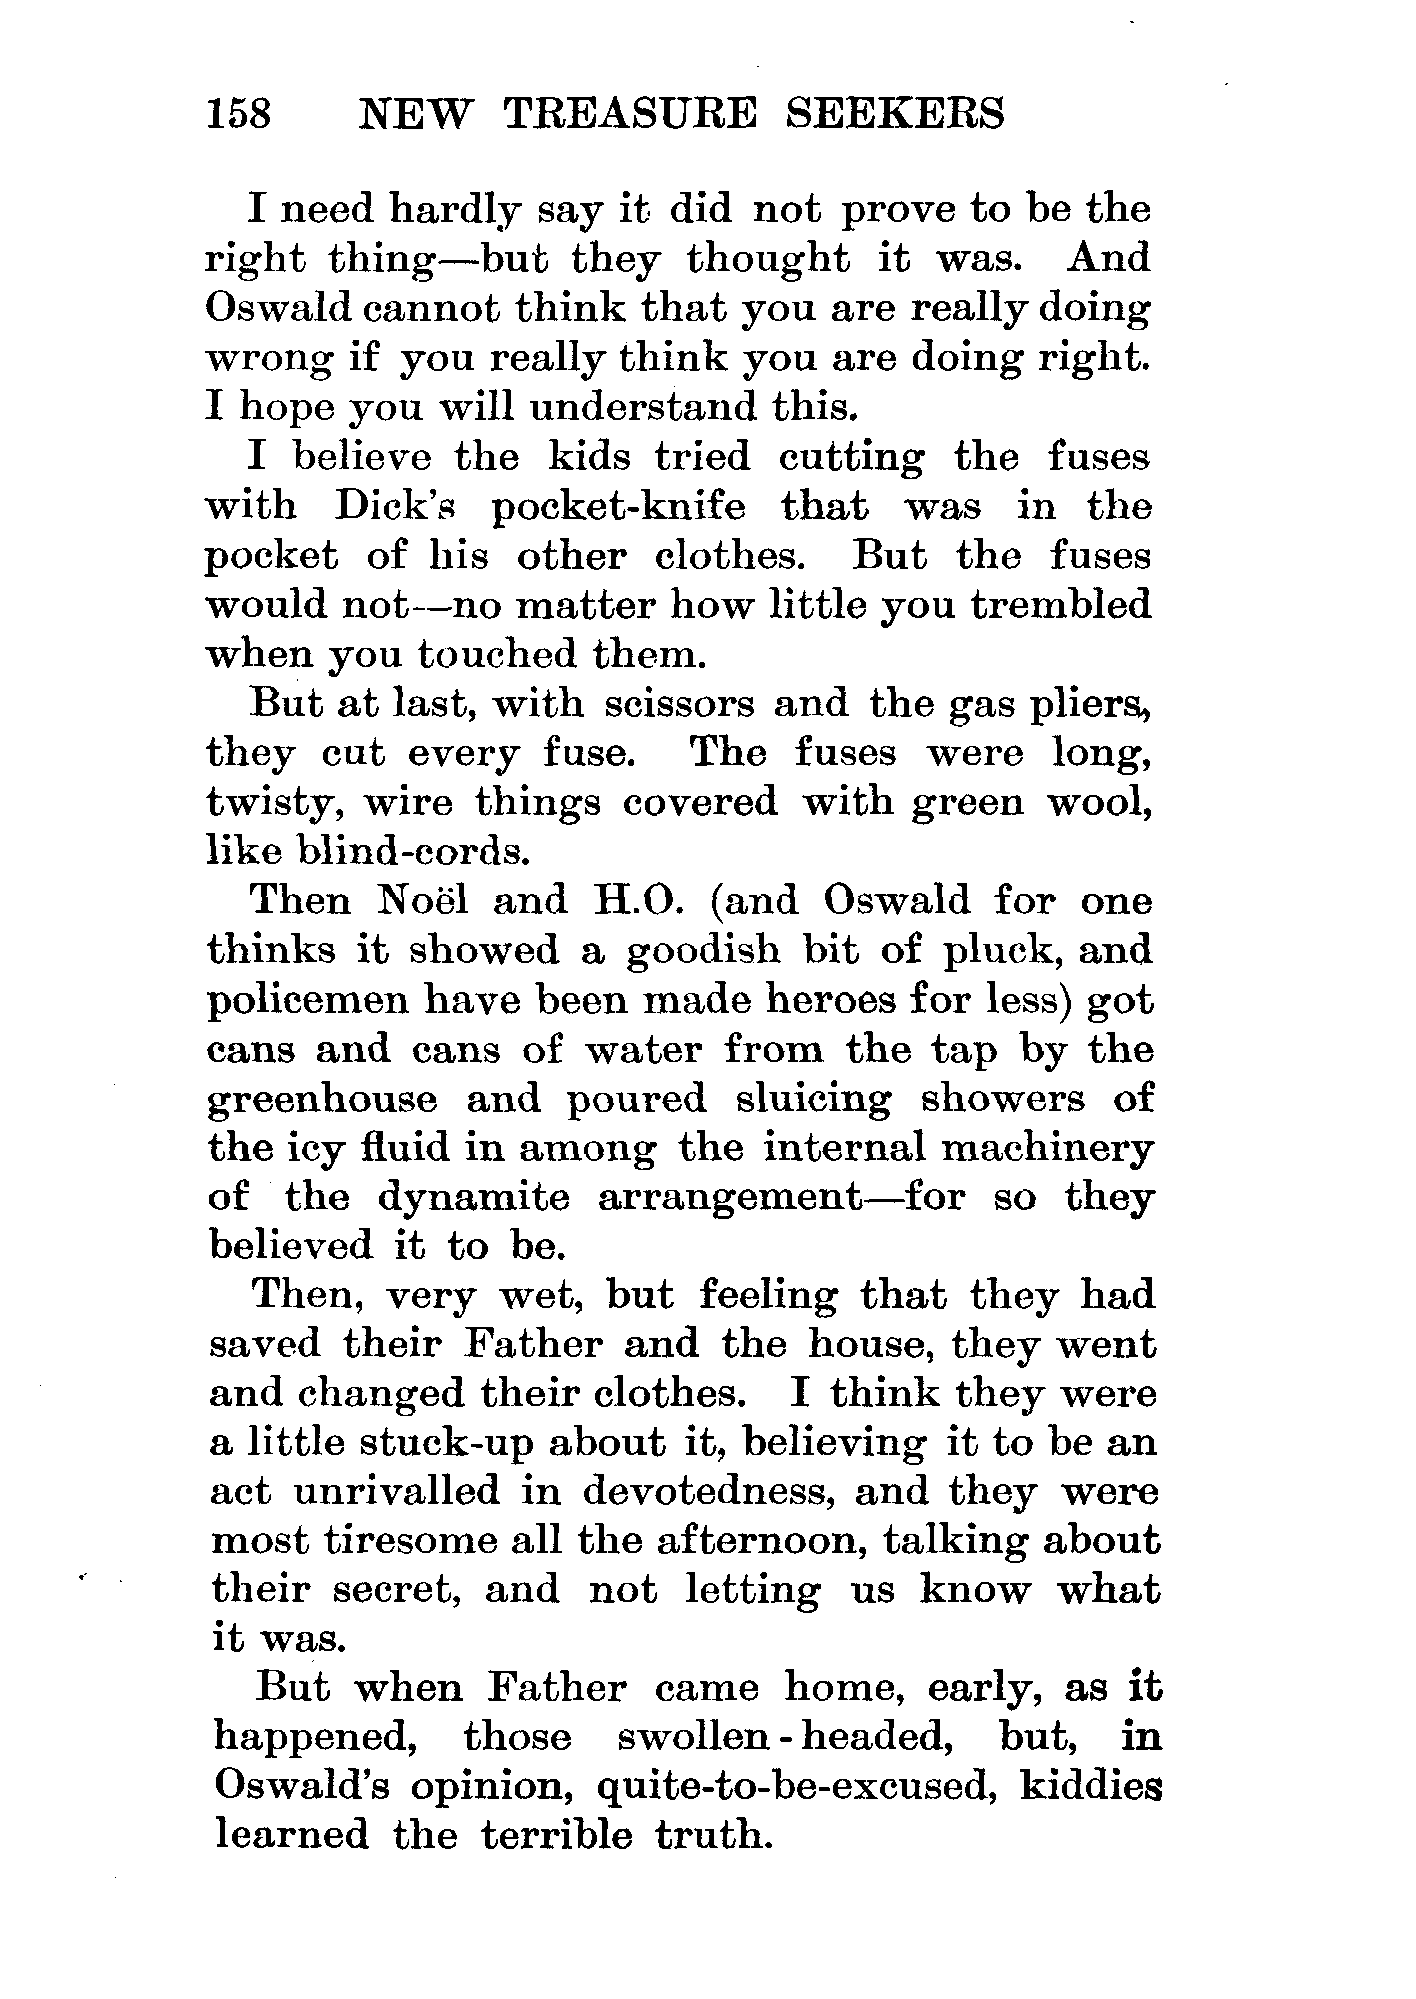 158 NEW TREASURE SEEKERS
I need hardly say it did not prove to be the
right thing—but they thought it was. And
Oswald cannot think that you are really doing
wrong if you really think you are doing right.
I hope you will understand this.
I believe the kids tried cutting the fuses
with Dick's pocket-knife that was in the
pocket of his other clothes. But the fuses
would not—no matter how little you trembled
when you touched them.
But at last, with scissors and the gas pliers,
they cut every fuse. The fuses were long,
twisty, wire things covered with green wool,
like blind-cords.
Then Noël and H.O. (and Oswald for one
thinks it showed a goodish bit of pluck, and
policemen have been made heroes for less) got
cans and cans of water from the tap by the
greenhouse and poured sluicing showers of
the icy fluid in among the internal machinery
of the dynamite arrangement—for so they
believed it to be.
Then, very wet, but feeling that they had
saved their Father and the house, they went
and changed their clothes. I think they were
a little stuck-up about it, believing it to be an
act unrivalled in devotedness, and they were
most tiresome all the afternoon, talking about
their secret, and not letting us know what
it was.
But when Father came home, early, as it
happened, those swollen-headed, but, in
Oswald's opinion, quite-to-be-excused, kiddies
learned the terrible truth.